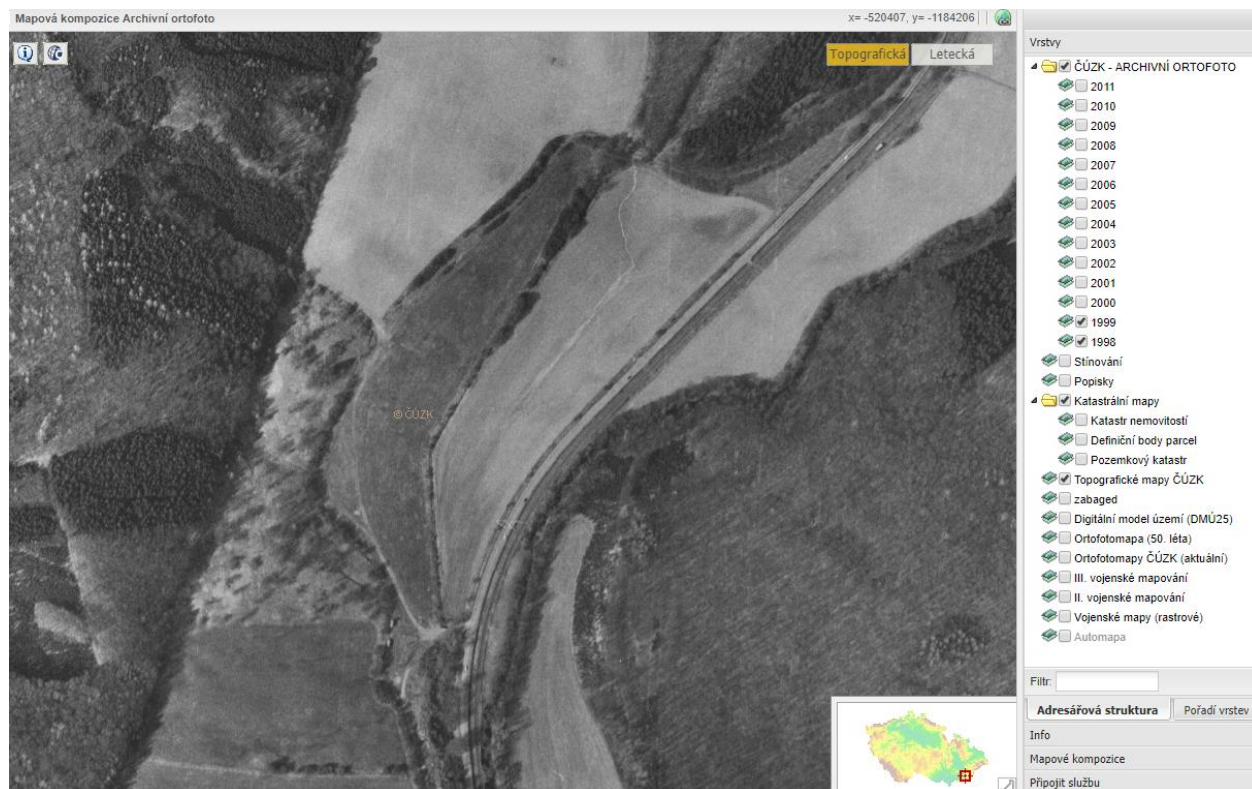 Mapová kompozice Archivní ortofoto
x= -520407, y= -1184206
Topografická
Letecká
© ČÚZK
Vrstvy
ČÚZK - ARCHIVNÍ ORTOFOTO
2011
2010
2009
2008
2007
2006
2005
2004
2003
2002
2001
2000
1999
1998
Stínování
Popisky
Katastrální mapy
Katastr nemovitostí
Definiční body parcel
Pozemkový katastr
Topografické mapy ČÚZK
zabaged
Digitální model území (DMÚ25)
Ortofotomapa (50. léta)
Ortofotomapy ČÚZK (aktuální)
III. vojenské mapování
II. vojenské mapování
Vojenské mapy (rastrové)
Automapa
Filtr:
Adresářová struktura
Pořadí vrstev
Info
Mapové kompozice
Připojit službu